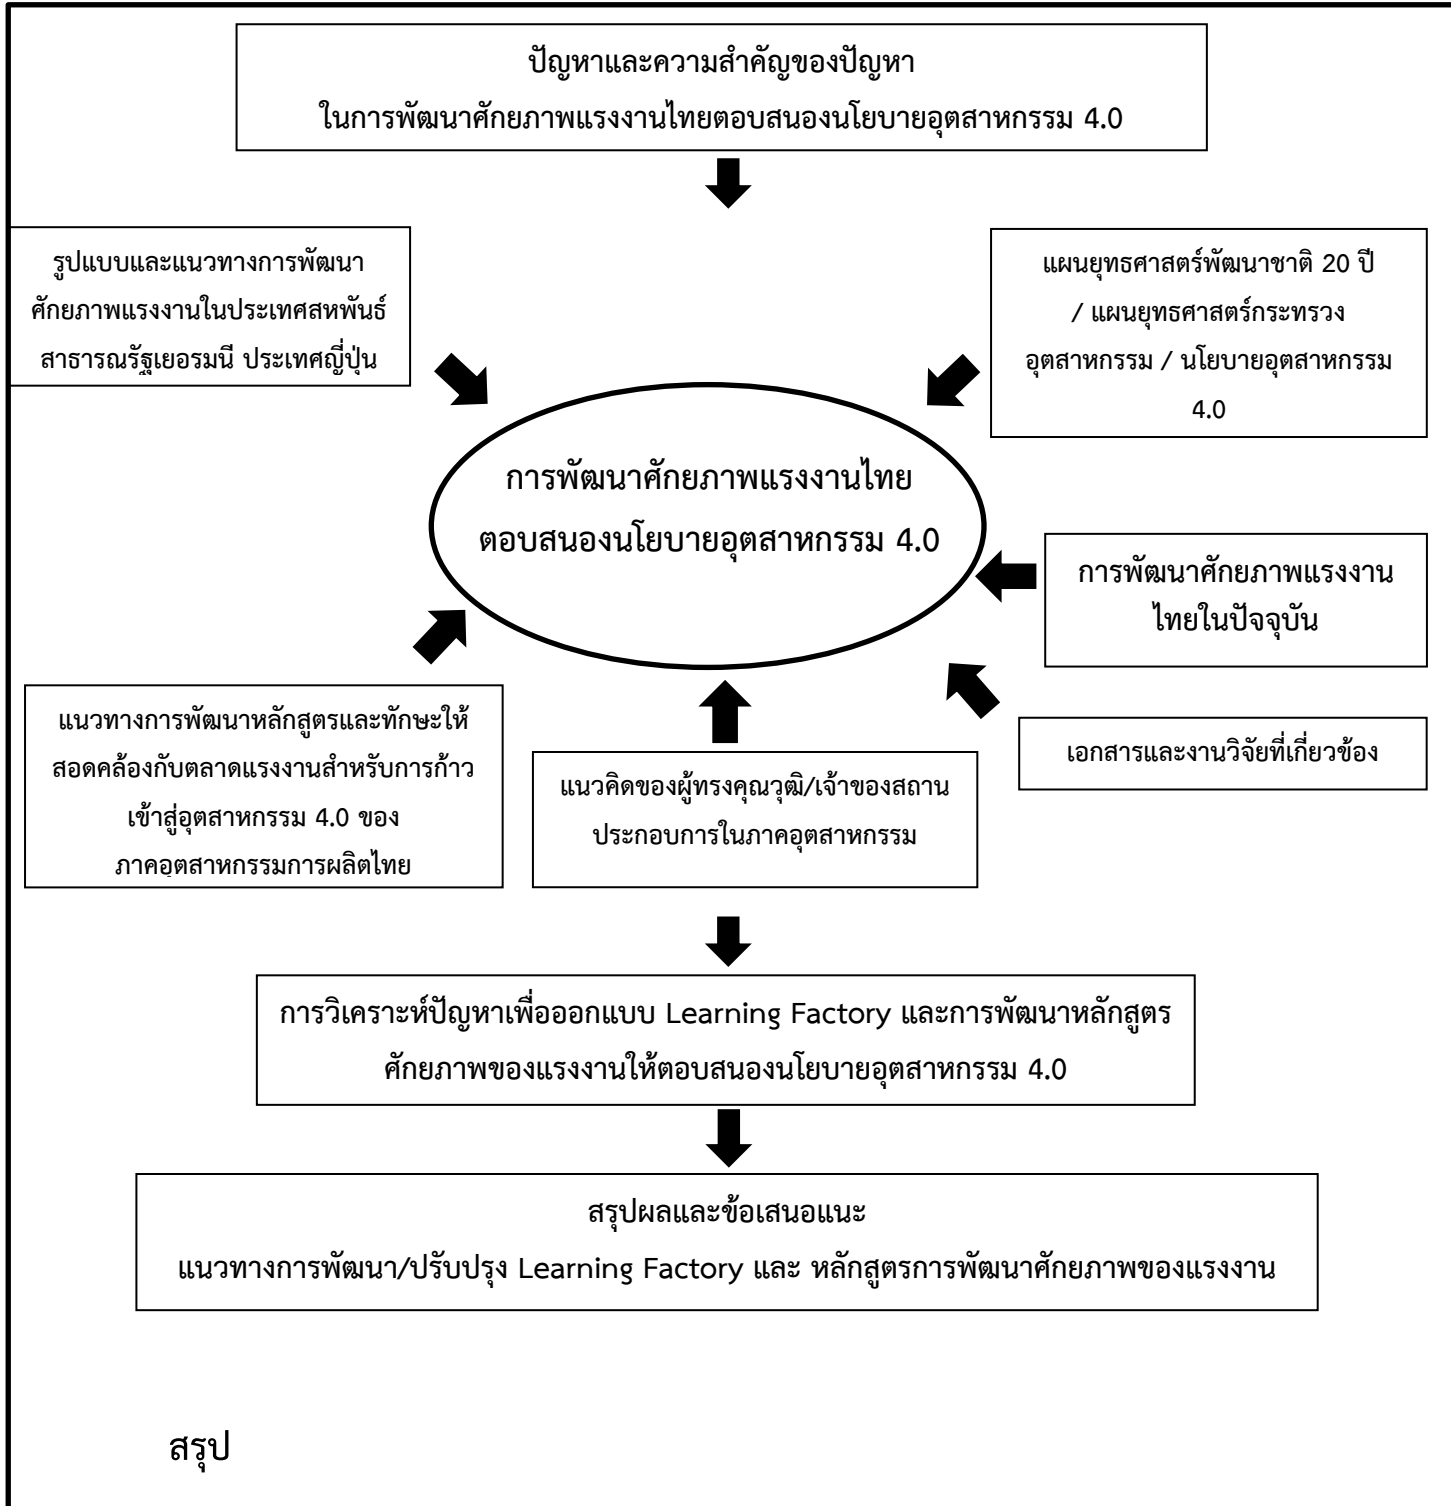 ปัญหาและความสำคัญของปัญหา
ในการพัฒนาศักยภาพแรงงานไทยตอบสนองนโยบายอุตสาหกรรม 4.0
รูปแบบและแนวทางการพัฒนา
ศักยภาพแรงงานในประเทศสหพันธ์
สาธารณรัฐเยอรมนี ประเทศญี่ปุ่น
แผนยุทธศาสตร์พัฒนาชาติ 20 ปี
/ แผนยุทธศาสตร์กระทรวง
อุตสาหกรรม / นโยบายอุตสาหกรรม
4.0
การพัฒนาศักยภาพแรงงานไทย
ตอบสนองนโยบายอุตสาหกรรม 4.0
การพัฒนาศักยภาพแรงงาน
ไทยในปัจจุบัน
แนวทางการพัฒนาหลักสูตรและทักษะให้
สอดคล้องกับตลาดแรงงานสำหรับการก้าว
เข้าสู่อุตสาหกรรม 4.0 ของ
ภาคอุตสาหกรรมการผลิตไทย
แนวคิดของผู้ทรงคุณวุฒิ/เจ้าของสถาน
ประกอบการในภาคอุตสาหกรรม
เอกสารและงานวิจัยที่เกี่ยวข้อง
การวิเคราะห์ปัญหาเพื่อออกแบบ Learning Factory และการพัฒนาหลักสูตร
ศักยภาพของแรงงานให้ตอบสนองนโยบายอุตสาหกรรม 4.0
สรุปผลและข้อเสนอแนะ
แนวทางการพัฒนา/ปรับปรุง Learning Factory และ หลักสูตรการพัฒนาศักยภาพของแรงงาน
สรุป